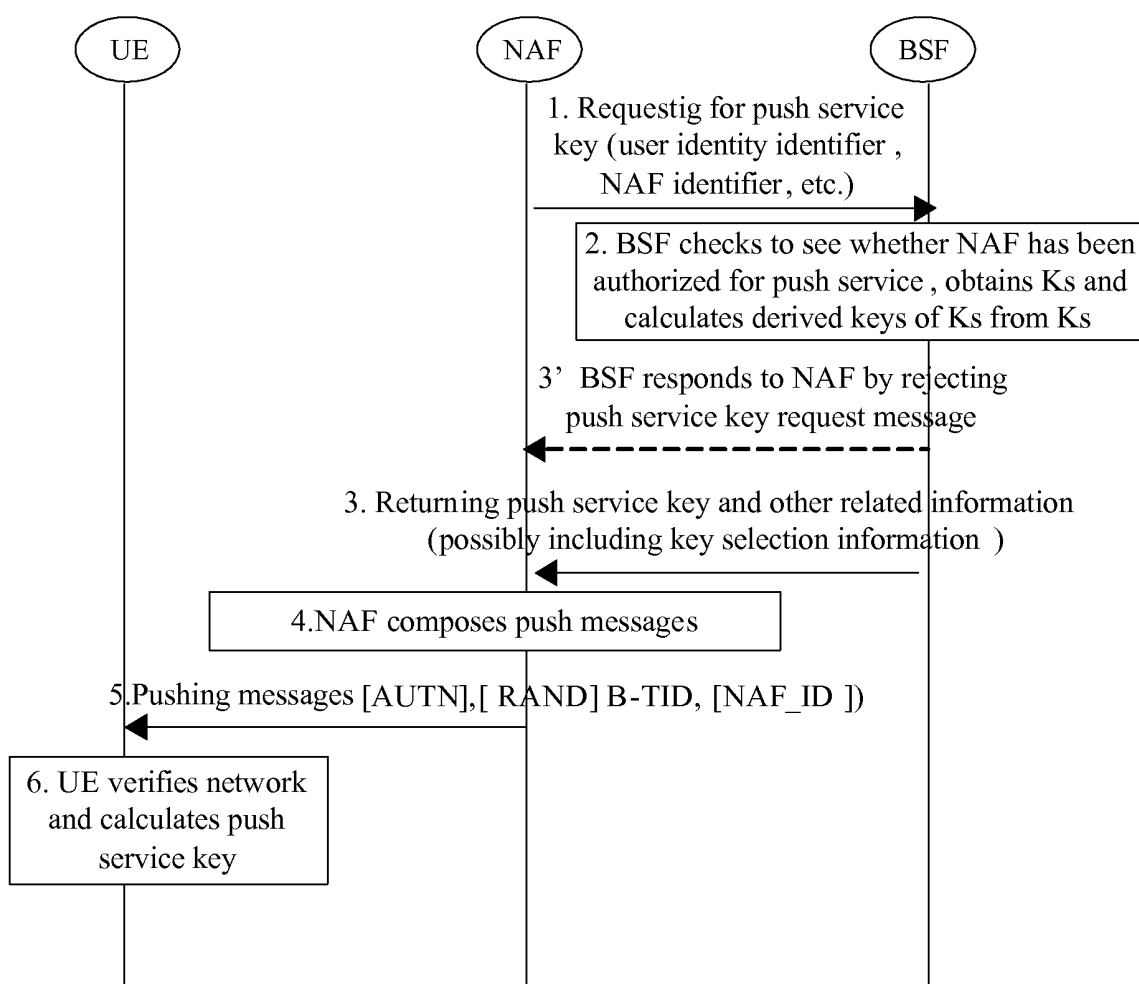 UE
NAF
BSF
1. Requestig for push service
key (user identity identifier ,
NAF identifier, etc.)
2. BSF checks to see whether NAF has been
authorized for push service , obtains Ks and
calculates derived keys of Ks from Ks
3’ BSF responds to NAF by rejecting
push service key request message
3. Returning push service key and other related information
(possibly including key selection information )
4.NAF composes push messages
5.Pushing messages [AUTN],[ RAND] B-TID, [NAF_ID ])
6. UE verifies network
and calculates push
service key